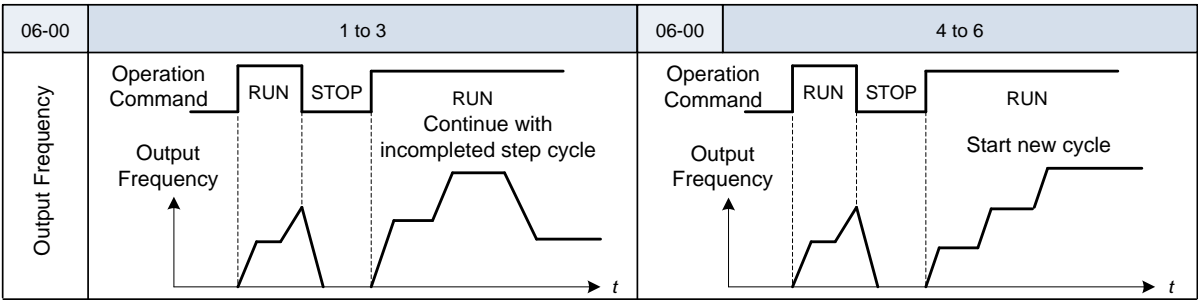 06-00
1 to 3
06-00
4 to 6
Output Frequency
Operation
Command
RUN
STOP
RUN
Continue with
incompleted step cycle
Output
Frequency
t
Operation
Command
RUN
STOP
RUN
Start new cycle
Output
Frequency
t